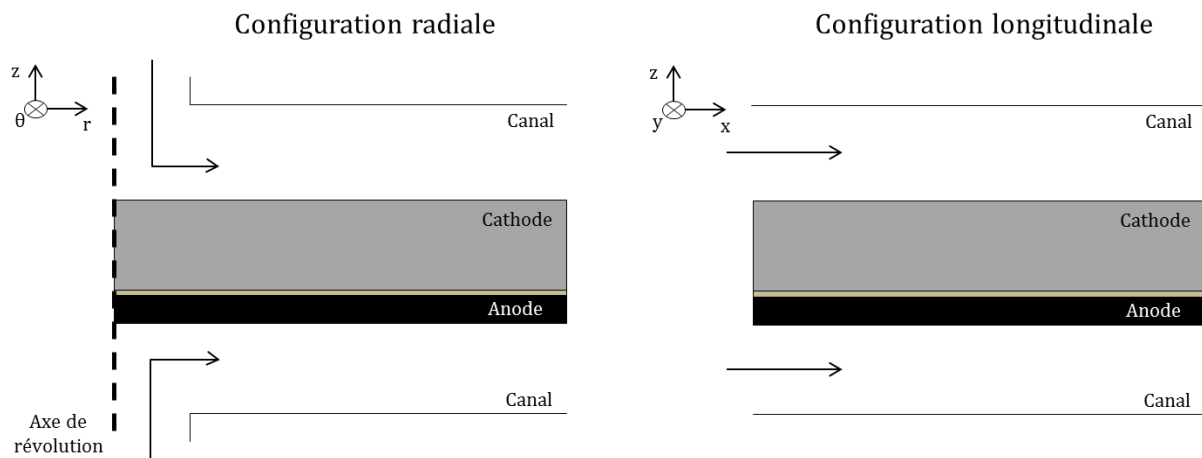 Configuration radiale
z
θ
r
Canal
Cathode
Anode
Canal
Axe de
révolution
Configuration longitudinale
z
y
x
Canal
Cathode
Anode
Canal